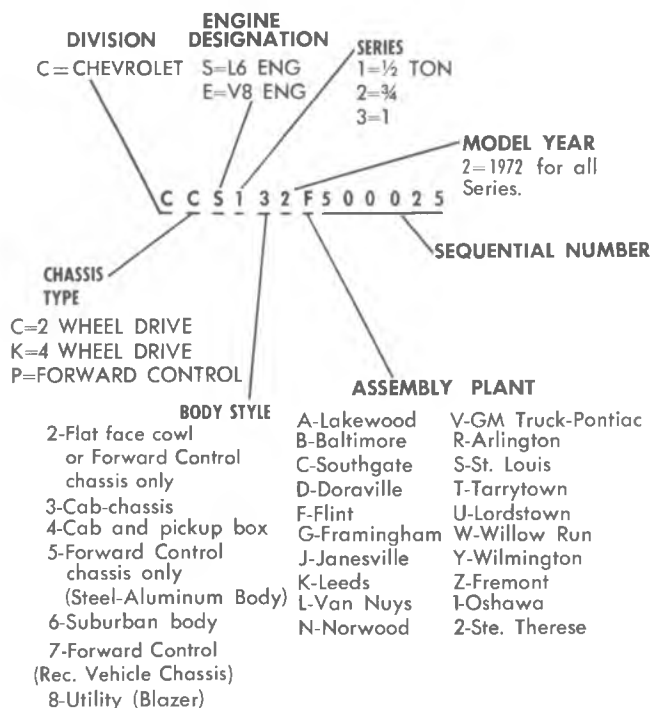 DIVISION
C=CHEVROLET
ENGINE
DESIGNATION
S=L6 ENG
E=V8 ENG
SERIES
1=½ TON
2=¾
3=1
MODEL YEAR
2=1972 for all
Series.
C C S 1 3 2 F 5 0 0 0 2 5
SEQUENTIAL NUMBER
CHASSIS
TYPE
C=2 WHEEL DRIVE
K=4 WHEEL DRIVE
P=FORWARD CONTROL
BODY STYLE
2-Flat face cowl
or Forward Control
chassis only
3-Cab-chassis
4-Cab and pickup box
5-Forward Control
chassis only
(Steel-Aluminum Body)
6-Suburban body
7-Forward Control
(Rec. Vehicle Chassis)
8-Utility (Blazer)
ASSEMBLY PLANT
A-Lakewood
B-Baltimore
C-Southgate
D-Doraville
F-Flint
G-Framingham
J-Janesville
K-Leeds
L-Van Nuys
N-Norwood
V-GM Truck-Pontiac
R-Arlington
S-St. Louis
T-Tarrytown
U-Lordstown
W-Willow Run
Y-Wilmington
Z-Fremont
1-Oshawa
2-Ste. Therese